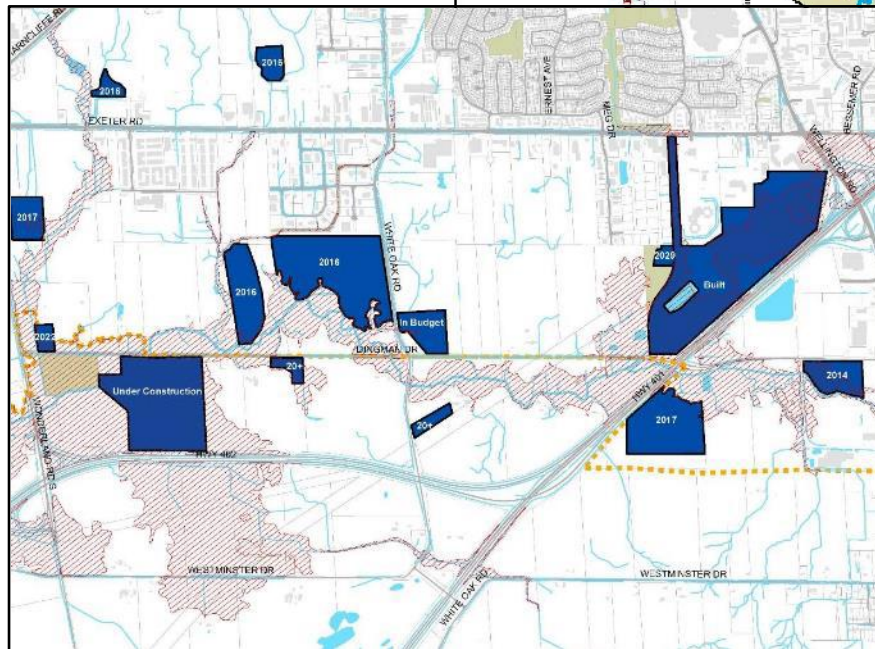 WHARNCLIFFE RD
2016
2015
EXETER RD
ERNEST AVE
MEG DR
BESSEMER RD
WELLINGTON RD
2017
WHITE OAK RD
2016
2016
In Budget
2020
Built
2022
DINGMAN DR
Under Construction
20+
20+
HWY 401
2017
2014
WONDERLAND RD S
HWY 402
WESTMINSTER DR
WHITE OAK RD
WESTMINSTER DR